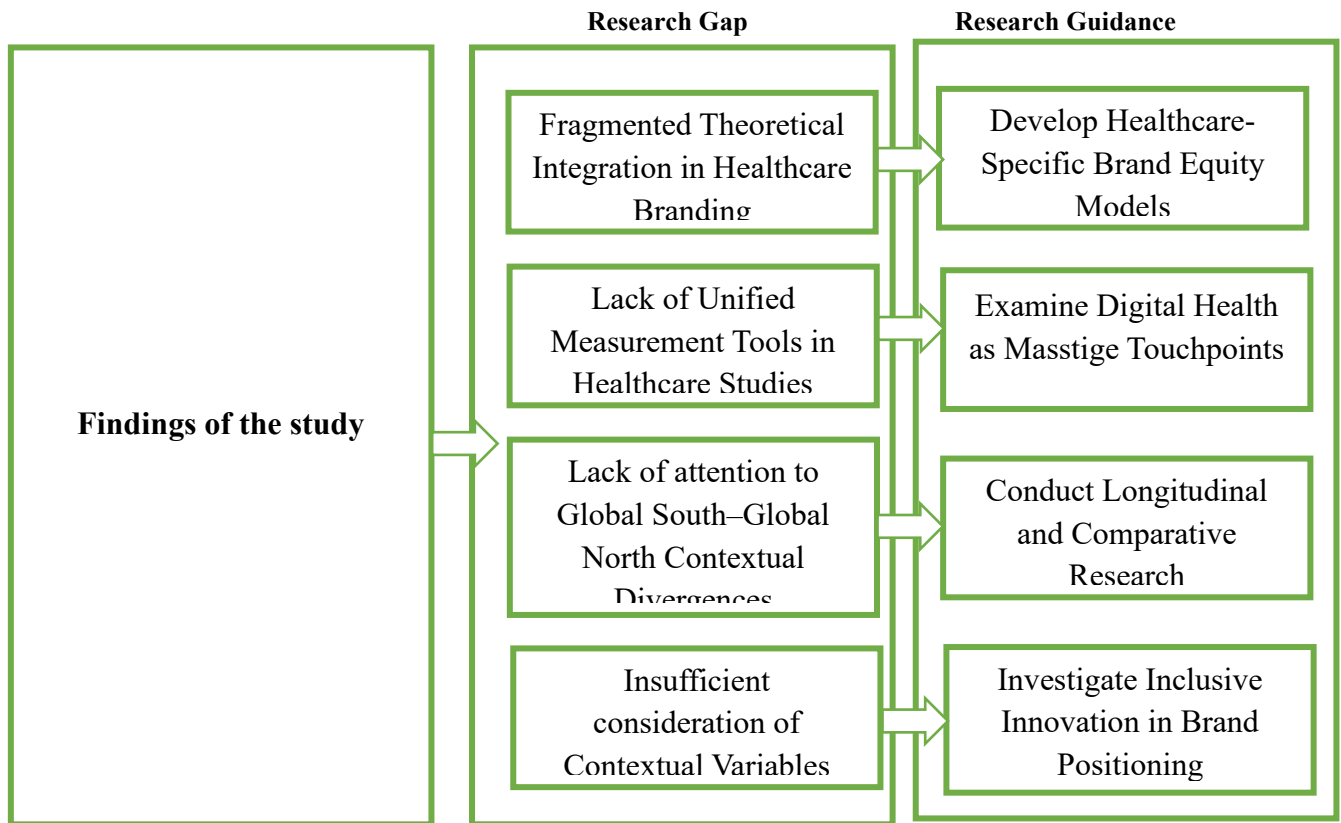 Research Gap
Research Guidance
Findings of the study
Fragmented Theoretical
Integration in Healthcare
Branding
Develop Healthcare-
Specific Brand Equity
Models
Lack of Unified
Measurement Tools in
Healthcare Studies
Examine Digital Health
as Masstige Touchpoints
Lack of attention to
Global South–Global
North Contextual
Divergences
Conduct Longitudinal
and Comparative
Research
Insufficient
consideration of
Contextual Variables
Investigate Inclusive
Innovation in Brand
Positioning